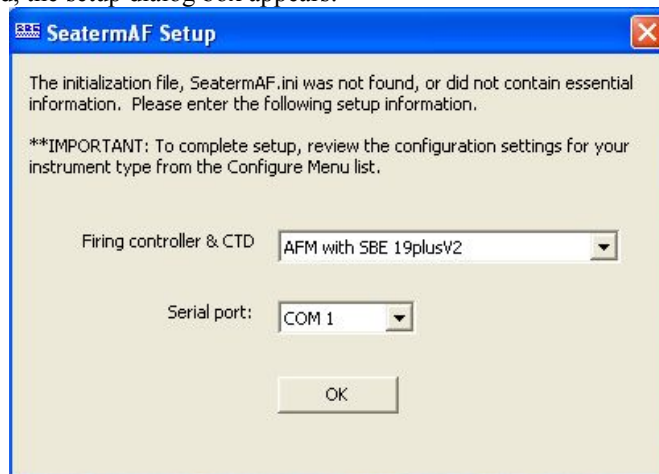 d, the setup dialog box appears.
SBE SeatermAF Setup
The initialization file, SeatermAF.ini was not found, or did not contain essential
information. Please enter the following setup information.
**IMPORTANT: To complete setup, review the configuration settings for your
instrument type from the Configure Menu list.
Firing controller & CTD AFM with SBE 19plusV2
Serial port: COM 1
OK